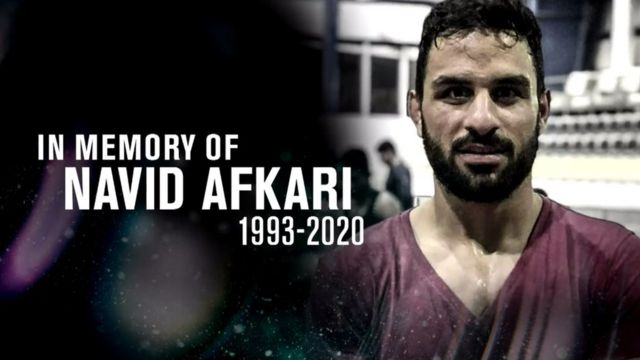 IN MEMORY OF
NAVID AFKARI
1993-2020